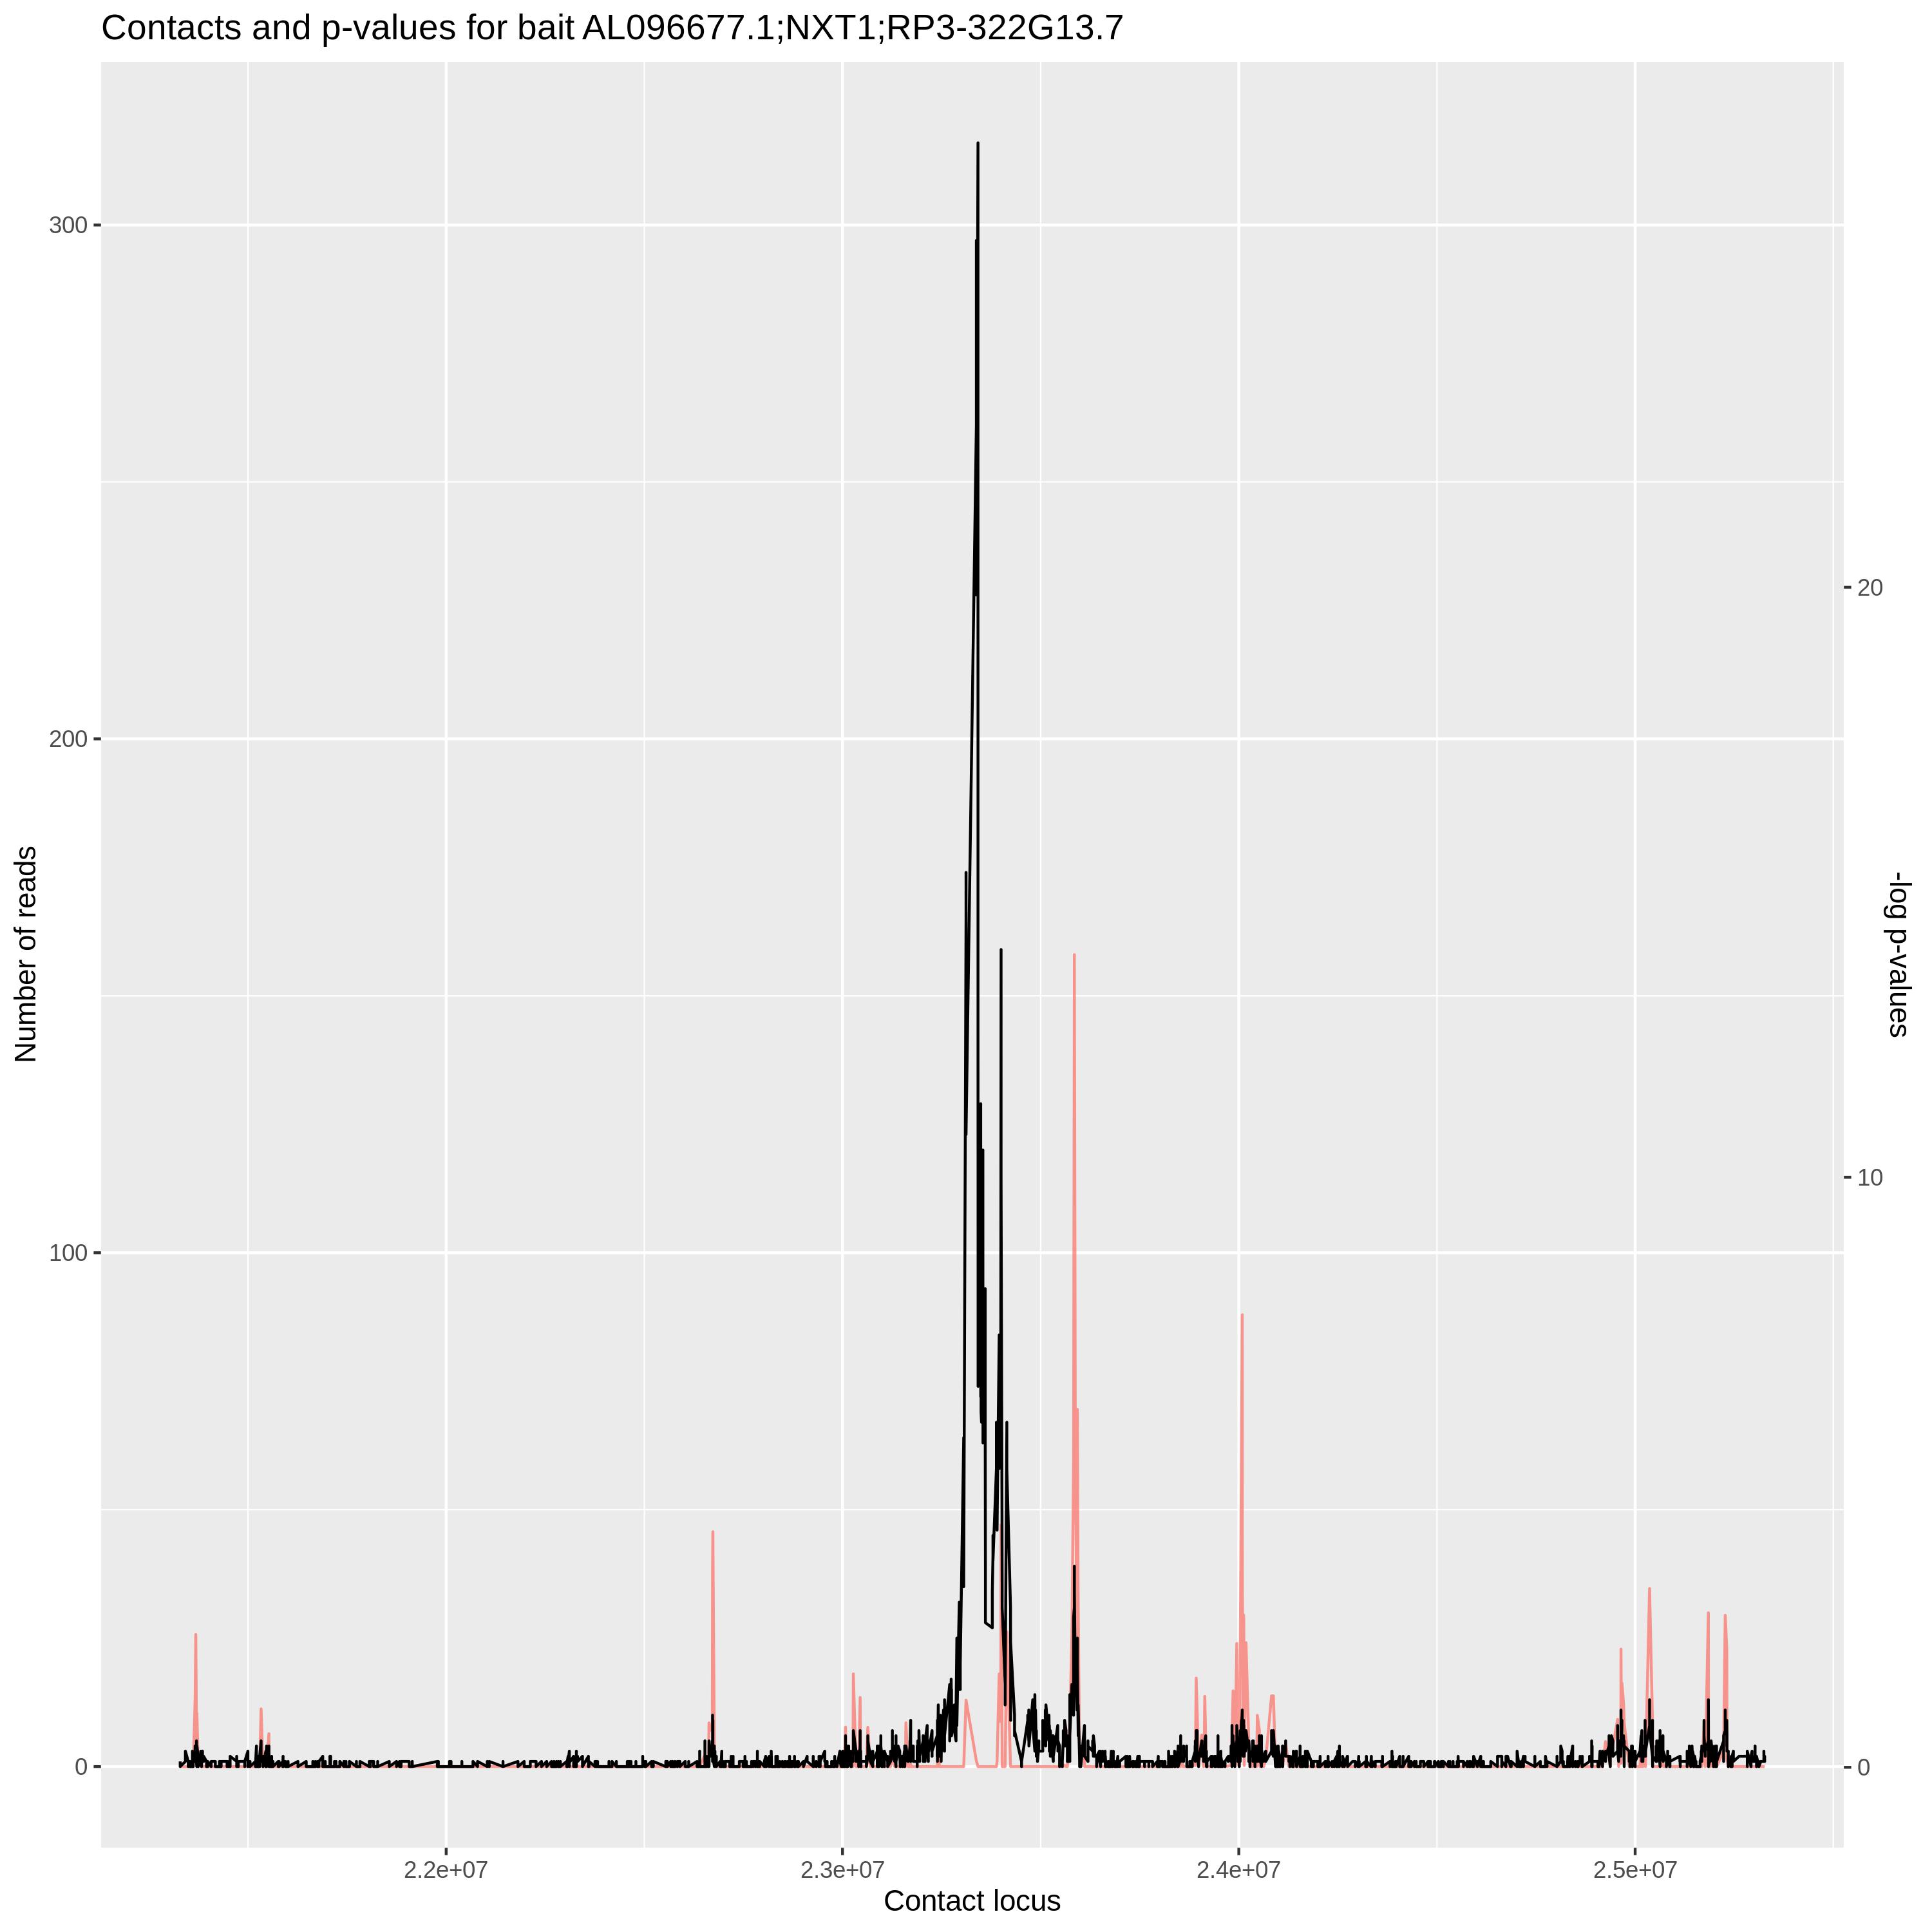 Contacts and p-values for bait AL096677.1;NXT1;RP3-322G13.7
300
200
100
0
Number of reads
20
10
0
-log p-values
2.2e+07
2.3e+07
2.4e+07
2.5e+07
Contact locus